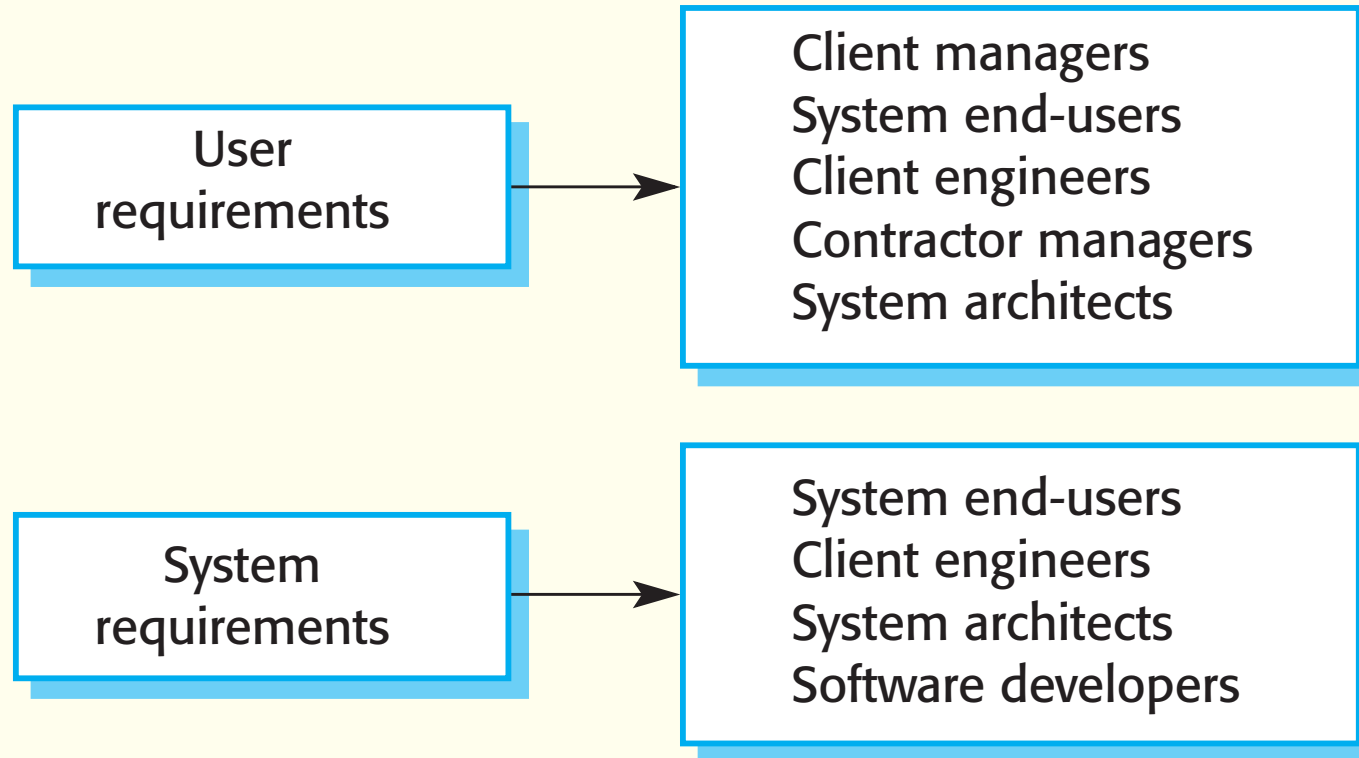 User
requirements
Client managers
System end-users
Client engineers
Contractor managers
System architects
System
requirements
System end-users
Client engineers
System architects
Software developers